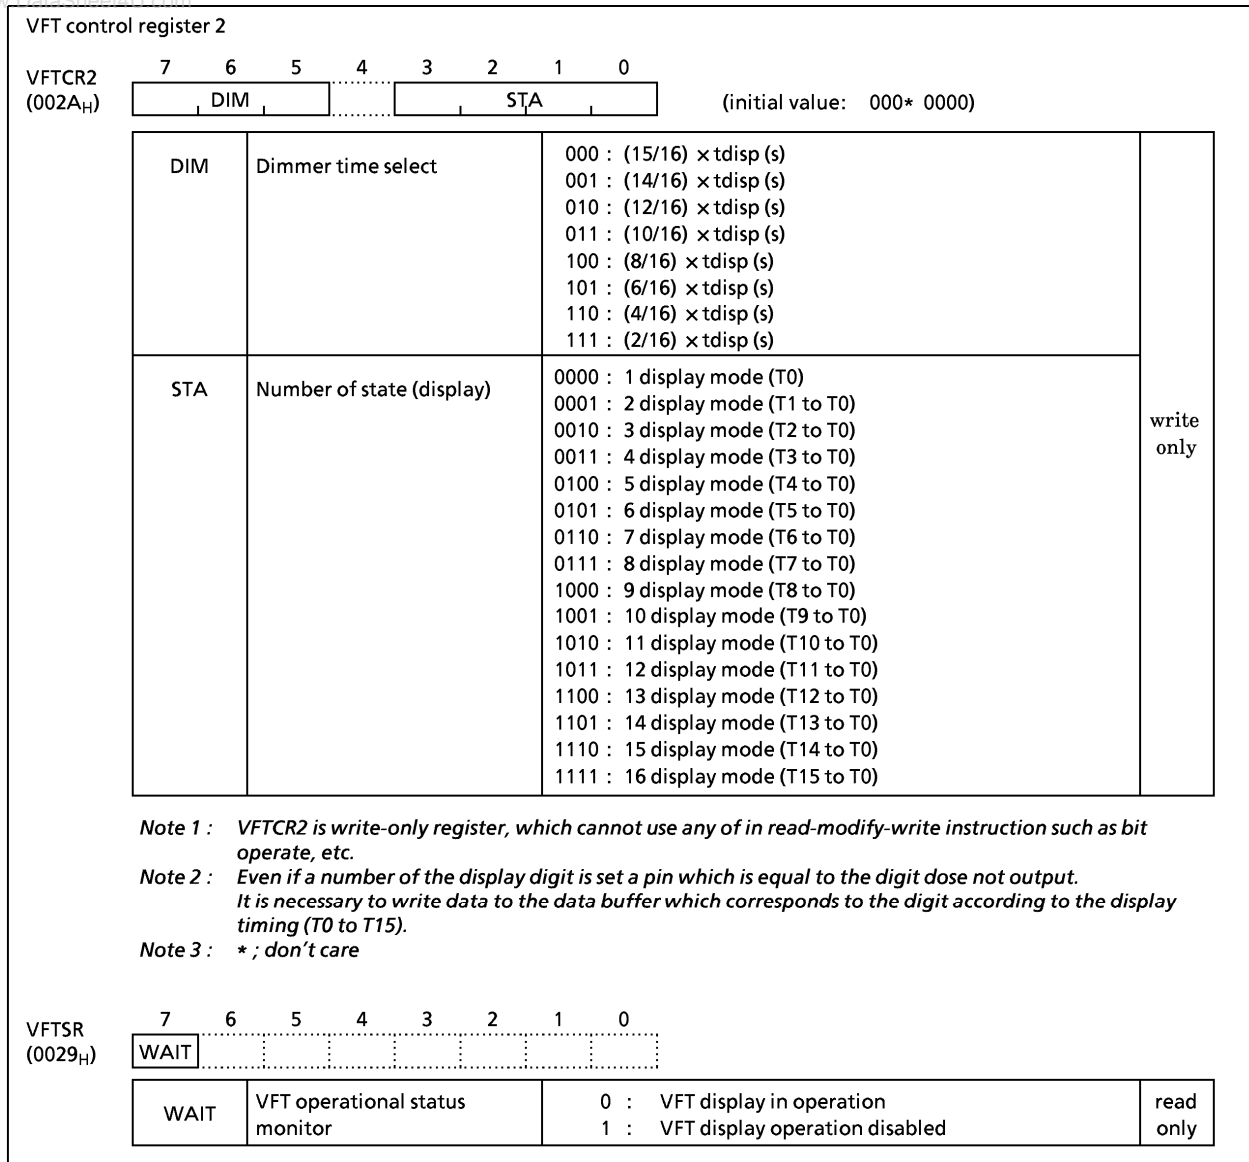 VFT control register 2
7 6 5 4 3 2 1 0
VFTCR2
(002AH) DIM STA (initial value: 000* 0000)
DIM Dimmer time select
000 : (15/16) × tdisp (s)
001 : (14/16) × tdisp (s)
010 : (12/16) × tdisp (s)
011 : (10/16) × tdisp (s)
100 : (8/16) × tdisp (s)
101 : (6/16) × tdisp (s)
110 : (4/16) × tdisp (s)
111 : (2/16) × tdisp (s)
STA Number of state (display)
0000 : 1 display mode (T0)
0001 : 2 display mode (T1 to T0)
0010 : 3 display mode (T2 to T0)
0011 : 4 display mode (T3 to T0)
0100 : 5 display mode (T4 to T0)
0101 : 6 display mode (T5 to T0)
0110 : 7 display mode (T6 to T0)
0111 : 8 display mode (T7 to T0)
1000 : 9 display mode (T8 to T0)
1001 : 10 display mode (T9 to T0)
1010 : 11 display mode (T10 to T0)
1011 : 12 display mode (T11 to T0)
1100 : 13 display mode (T12 to T0)
1101 : 14 display mode (T13 to T0)
1110 : 15 display mode (T14 to T0)
1111 : 16 display mode (T15 to T0)
write
only
Note 1 : VFTCR2 is write-only register, which cannot use any of in read-modify-write instruction such as bit
operate, etc.
Note 2 : Even if a number of the display digit is set a pin which is equal to the digit dose not output.
It is necessary to write data to the data buffer which corresponds to the digit according to the display
timing (T0 to T15).
Note 3 : * ; don't care
7 6 5 4 3 2 1 0
VFTSR
(0029H) WAIT
WAIT
VFT operational status
monitor
0 : VFT display in operation
1 : VFT display operation disabled
read
only